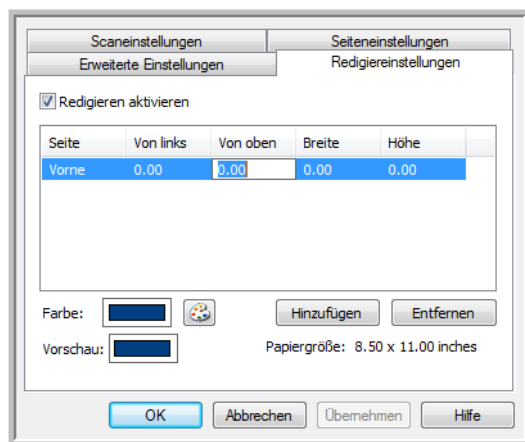 Scaneinstellungen Seiteneinstellungen
Erweiterte Einstellungen Redigiereinstellungen
Redigieren aktivieren
Seite Von links Von oben Breite Höhe
Vorne 0.00 0.00 0.00 0.00
Farbe: Hinzufügen Entfernen
Vorschau: Papiergröße: 8.50 x 11.00 inches
OK Abbrechen Übernehmen Hilfe